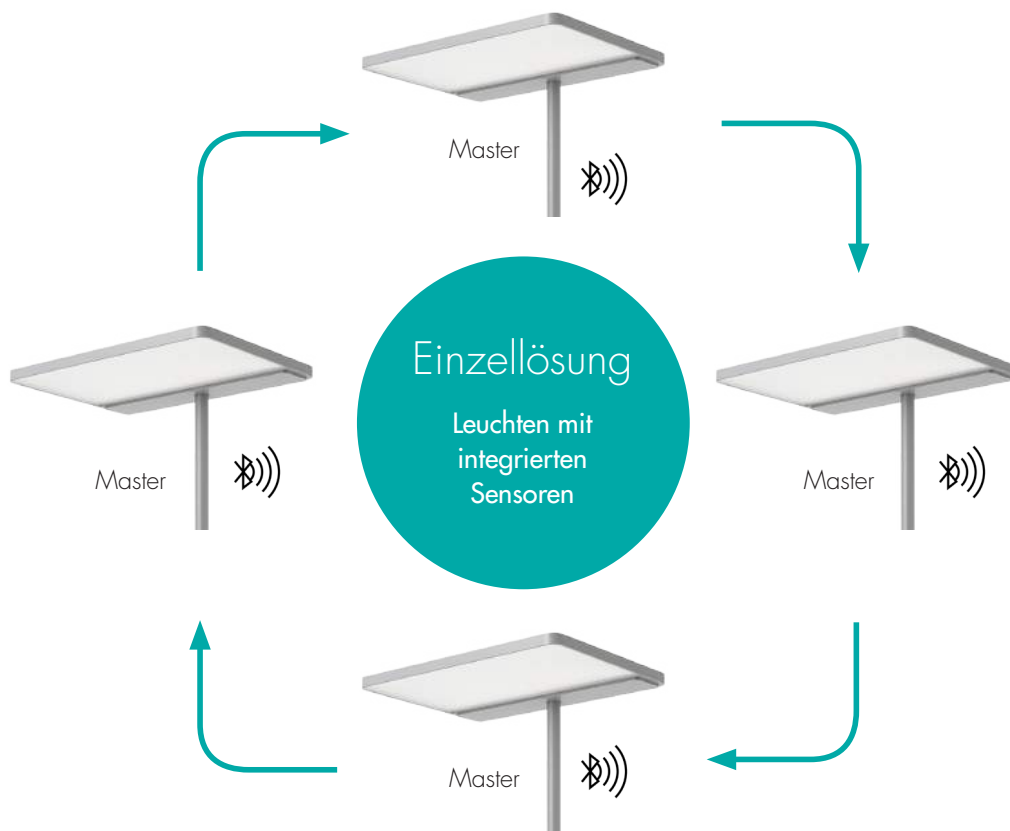 Master
Einzellösung
Leuchten mit
integrierten
Sensoren
Master
Master
Master